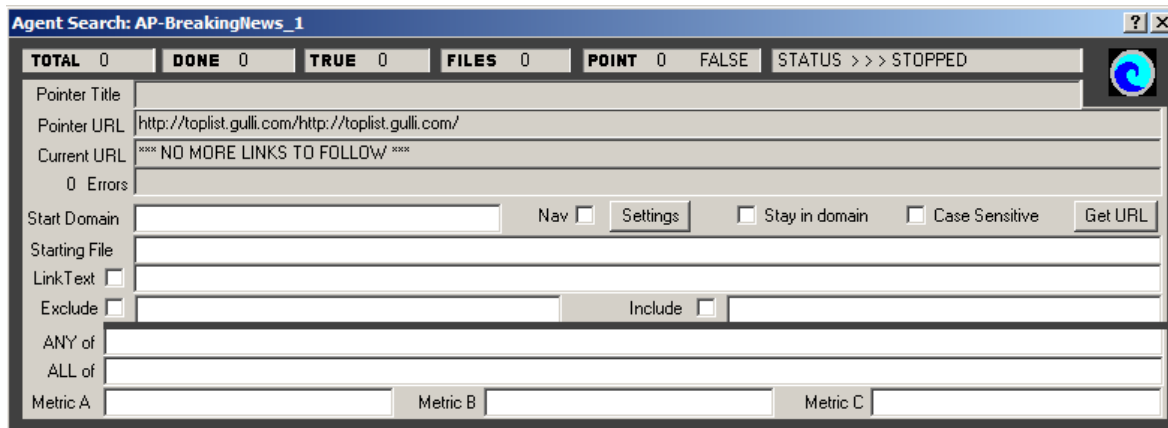 Agent Search: AP-BreakingNews_1 ? X
TOTAL 0 DONE 0 TRUE 0 FILES 0 POINT 0 FALSE STATUS > > > STOPPED
Pointer Title
Pointer URL http://toplist.gulli.com/http://toplist.gulli.com/
Current URL *** NO MORE LINKS TO FOLLOW ***
0 Errors
Start Domain Nav Settings Stay in domain Case Sensitive Get URL
Starting File
LinkText
Exclude Include
ANY of
ALL of
Metric A Metric B Metric C